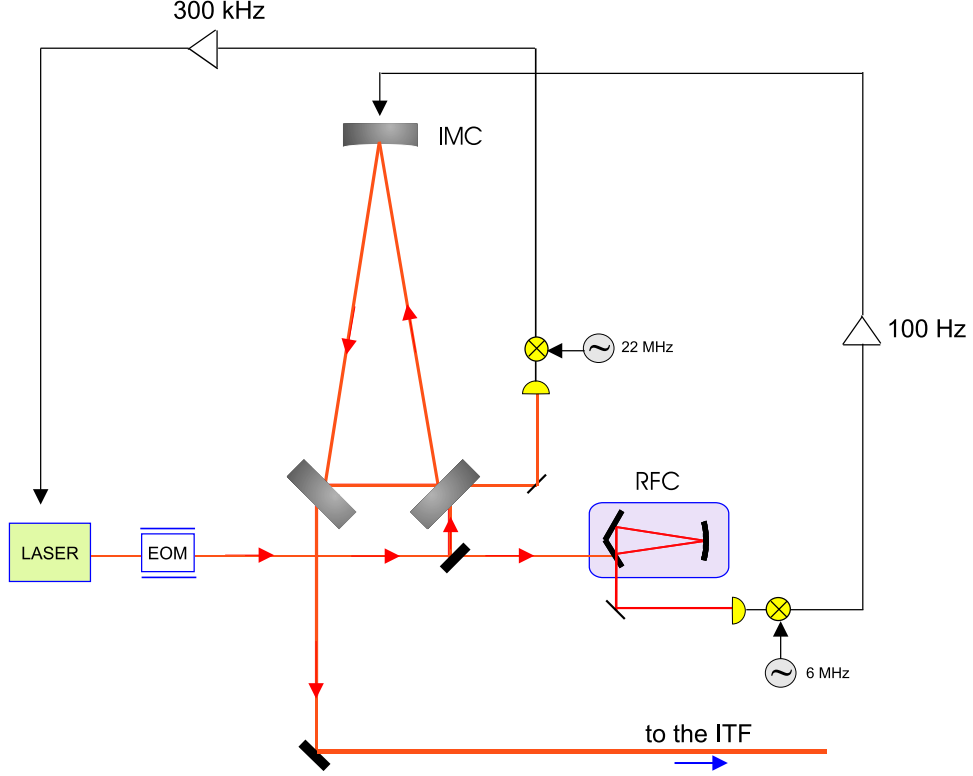 300 kHz
IMC
100 Hz
22 MHz
RFC
LASER
EOM
6 MHz
to the ITF